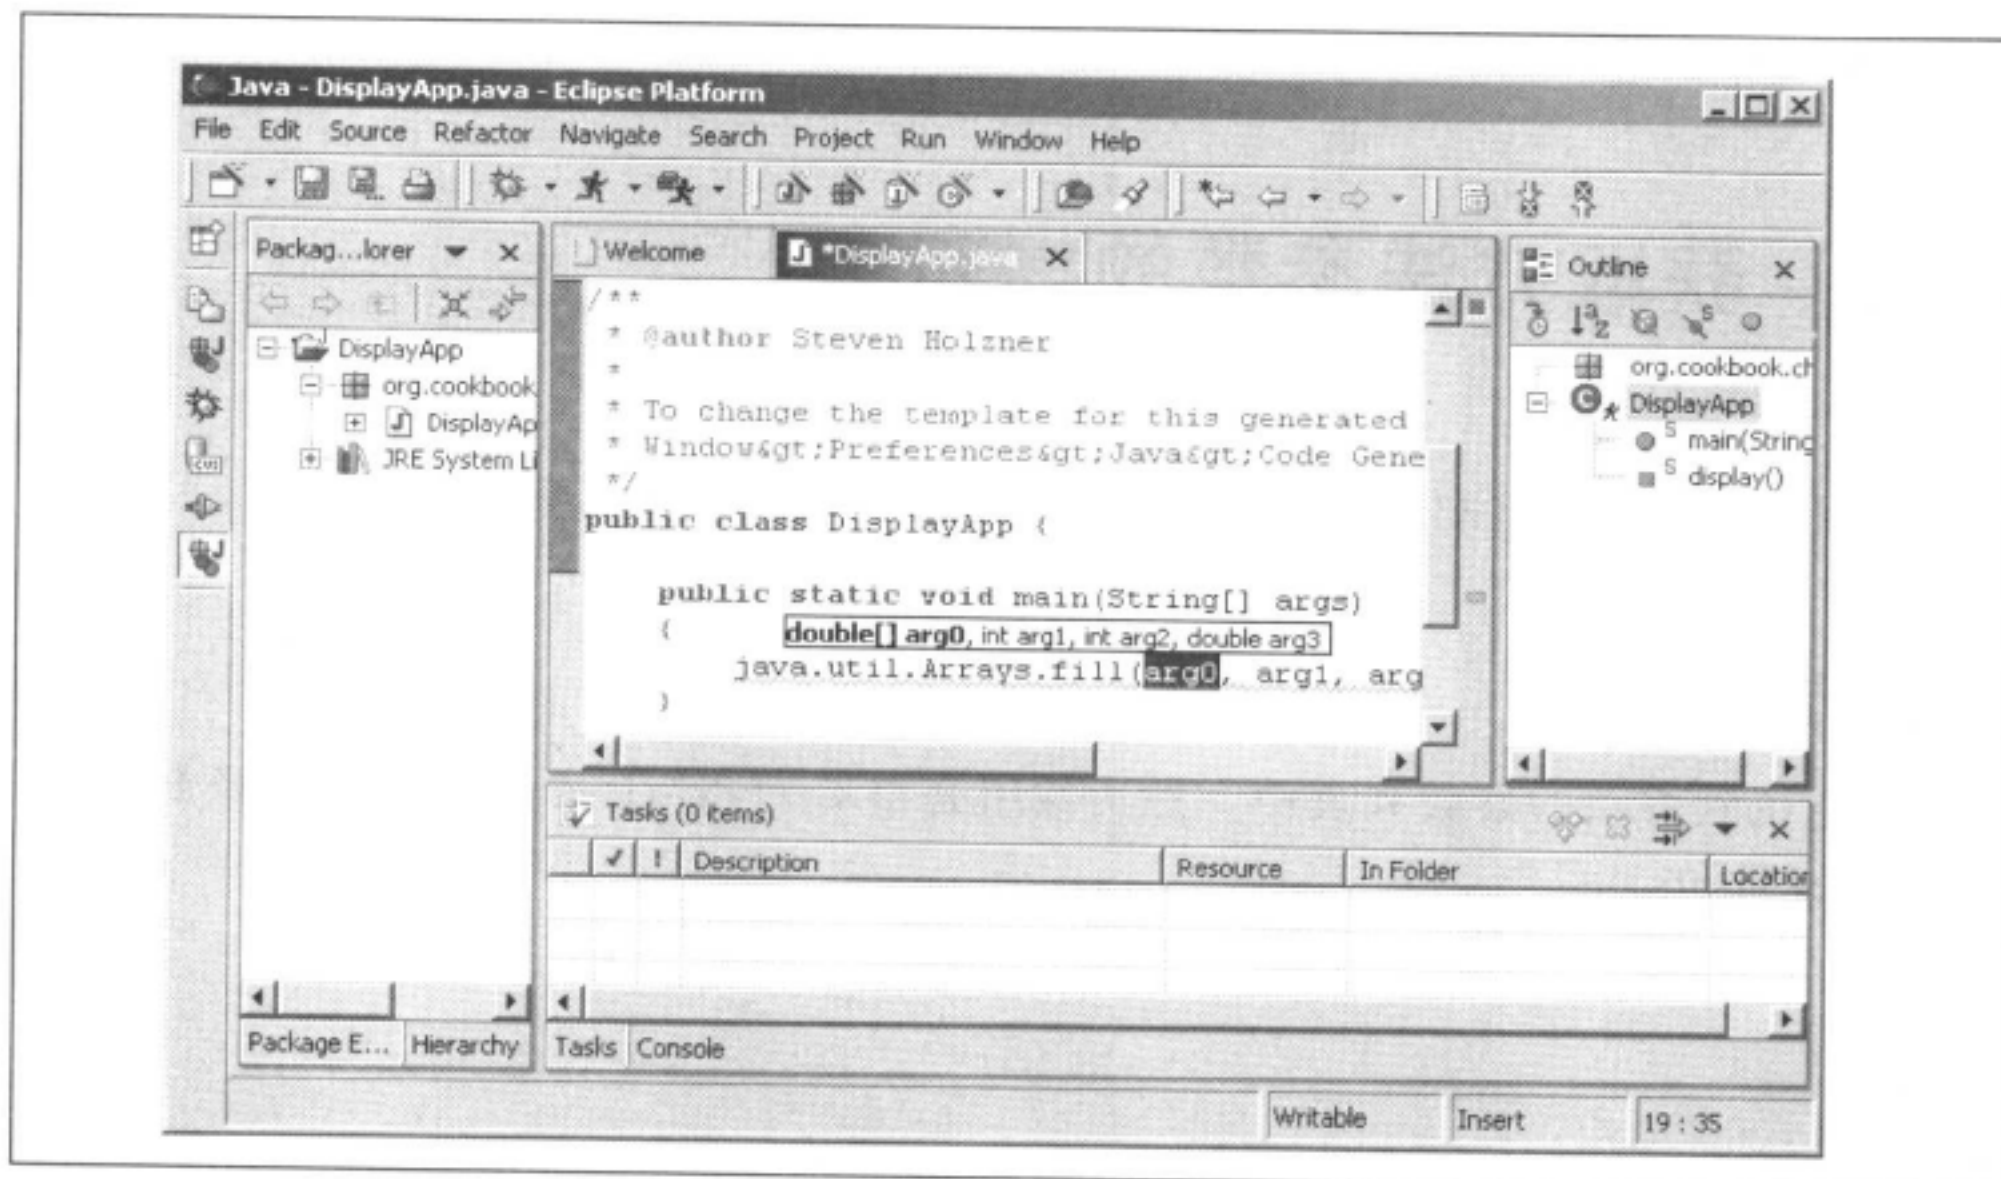 Java - DisplayApp.java - Eclipse Platform
File Edit Source Refactor Navigate Search Project Run Window Help
Packag...lorer
DisplayApp
org.cookbook
DisplayAp
JRE System Li
Package E... Hierarchy
Welcome *DisplayApp.java
/**
* @author Steven Holzner
*
* To change the template for this generated
* Window&gt;Preferences&gt;Java&gt;Code Gene
*/
public class DisplayApp {
public static void main(String[] args)
{
double[] arg0, int arg1, int arg2, double arg3
java.util.Arrays.fill(arg0, arg1, arg
}
Outline
org.cookbook.ch
DisplayApp
main(String
display()
Tasks (0 items)
! Description Resource In Folder Location
Tasks Console
Writable Insert 19 : 35